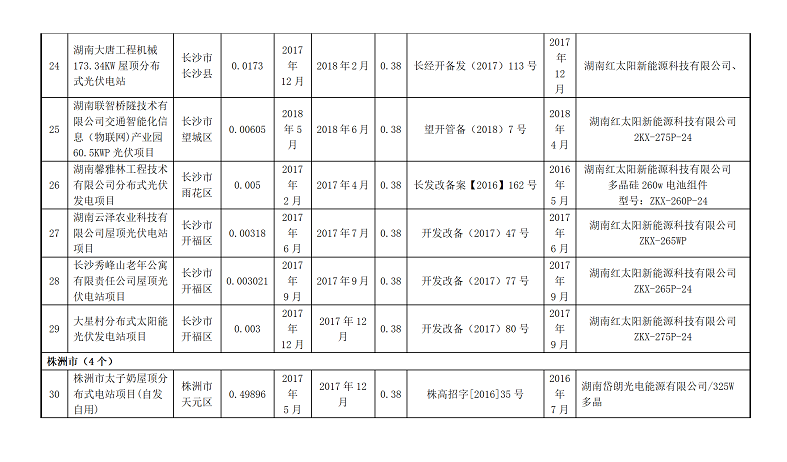 24 湖南大唐工程机械173.34KW屋顶分布式光伏电站 长沙市长沙县 0.0173 2017年12月 2018年2月 0.38 长经开备发（2017）113号 2017年12月 湖南红太阳新能源科技有限公司、
25 湖南联智桥隧技术有限公司交通智能化信息（物联网)产业园60.5KWP光伏项目 长沙市望城区 0.00605 2018年5月 2018年6月 0.38 望开管备（2018）7号 2018年4月 湖南红太阳新能源科技有限公司 2KX-275P-24
26 湖南馨雅林工程技术有限公司分布式光伏发电项目 长沙市雨花区 0.005 2017年2月 2017年4月 0.38 长发改备案【2016】162号 2016年5月 湖南红太阳新能源科技有限公司 多晶硅260w电池组件 型号：ZKX-260P-24
27 湖南云泽农业科技有限公司屋顶光伏电站项目 长沙市开福区 0.00318 2017年6月 2017年7月 0.38 开发改备（2017）47号 2017年6月 湖南红太阳新能源科技有限公司 ZKX-265WP
28 长沙秀峰山老年公寓有限责任公司屋顶光伏电站项目 长沙市开福区 0.003021 2017年9月 2017年9月 0.38 开发改备（2017）77号 2017年9月 湖南红太阳新能源科技有限公司 ZKX-265P-24
29 大星村分布式太阳能光伏发电站项目 长沙市开福区 0.003 2017年12月 2017年12月 0.38 开发改备（2017）80号 2017年9月 湖南红太阳新能源科技有限公司 ZKX-275P-24
株洲市（4个）
30 株洲市太子奶屋顶分布式电站项目(自发自用) 株洲市天元区 0.49896 2017年5月 2017年12月 0.38 株高招字[2016]35号 2016年7月 湖南岱朗光电能源有限公司/325W多晶